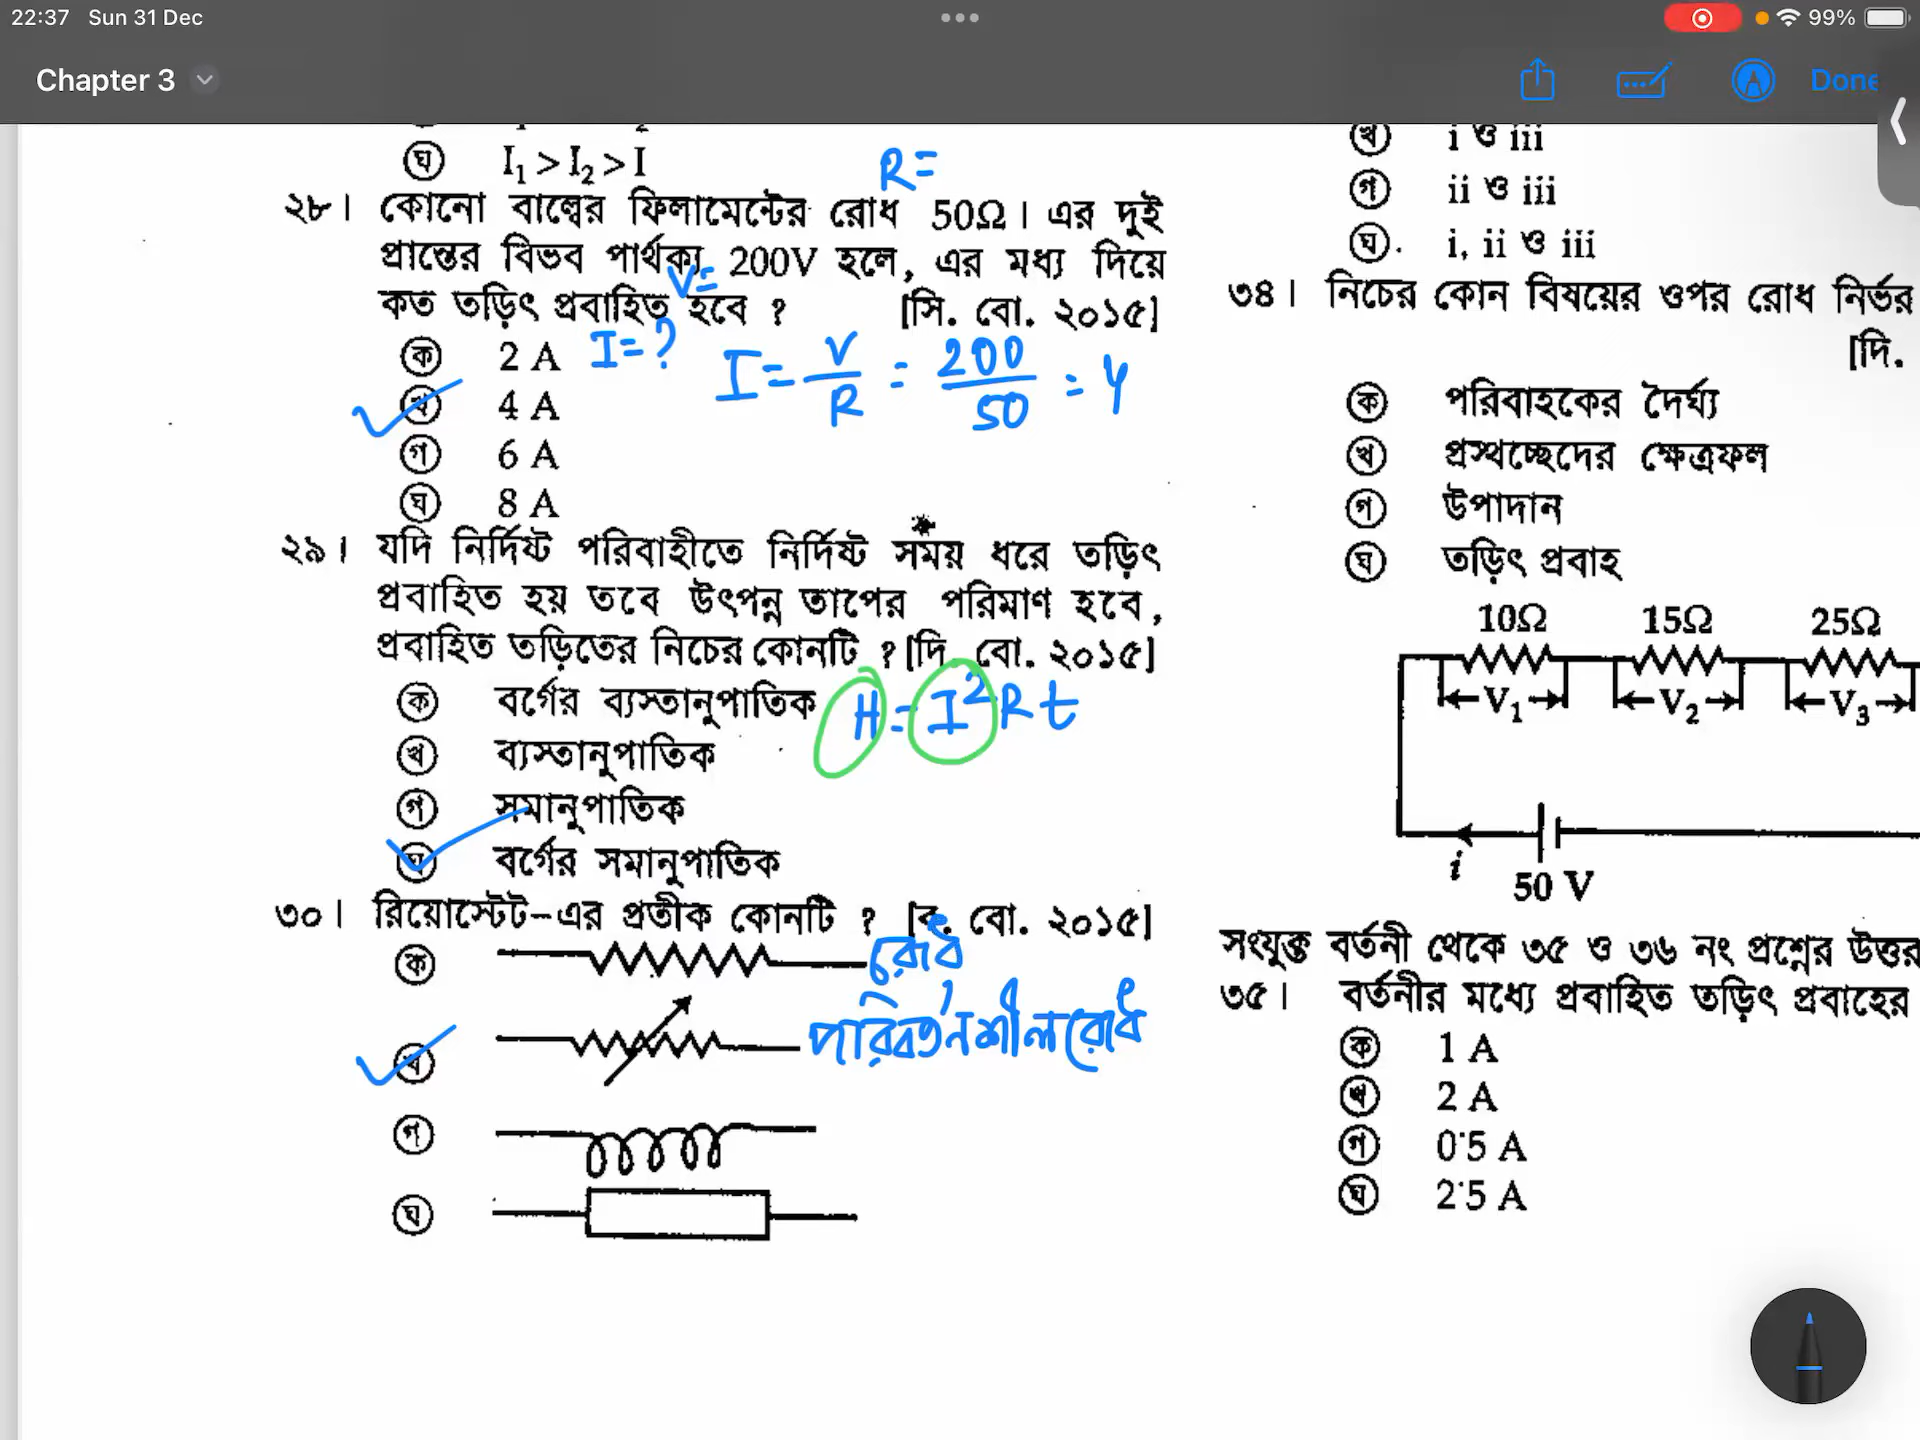 22:37 Sun 31 Dec
99%
Chapter 3
Done
ঘ I₁ > I₂ > I
R=
২৮। কোনো বাল্বের ফিলামেন্টের রোধ 50Ω। এর দুই
প্রান্তের বিভব পার্থক্য 200V হলে, এর মধ্য দিয়ে
V=
কত তড়িৎ প্রবাহিত হবে ? [সি. বো. ২০১৫]
ক 2 A
I=?
I = V/R = 200/50 = 4
খ 4 A
গ 6 A
ঘ 8 A
২৯। যদি নির্দিষ্ট পরিবাহীতে নির্দিষ্ট সময় ধরে তড়িৎ
প্রবাহিত হয় তবে উৎপন্ন তাপের পরিমাণ হবে,
প্রবাহিত তড়িতের নিচের কোনটি ? [দি. বো. ২০১৫]
ক বর্গের ব্যস্তানুপাতিক
H = I² R t
খ ব্যস্তানুপাতিক
গ সমানুপাতিক
ঘ বর্গের সমানুপাতিক
৩০। রিয়োস্টেট-এর প্রতীক কোনটি ? [ব. বো. ২০১৫]
ক
রোধ
খ
পরিবর্তনশীল রোধ
গ
ঘ
খ i ও iii
গ ii ও iii
ঘ. i, ii ও iii
৩৪। নিচের কোন বিষয়ের ওপর রোধ নির্ভর
[দি.
ক পরিবাহকের দৈর্ঘ্য
খ প্রস্থচ্ছেদের ক্ষেত্রফল
গ উপাদান
ঘ তড়িৎ প্রবাহ
10Ω 15Ω 25Ω
V₁ V₂ V₃
i
50 V
সংযুক্ত বর্তনী থেকে ৩৫ ও ৩৬ নং প্রশ্নের উত্তর
৩৫। বর্তনীর মধ্যে প্রবাহিত তড়িৎ প্রবাহের
ক 1 A
খ 2 A
গ 0·5 A
ঘ 2·5 A